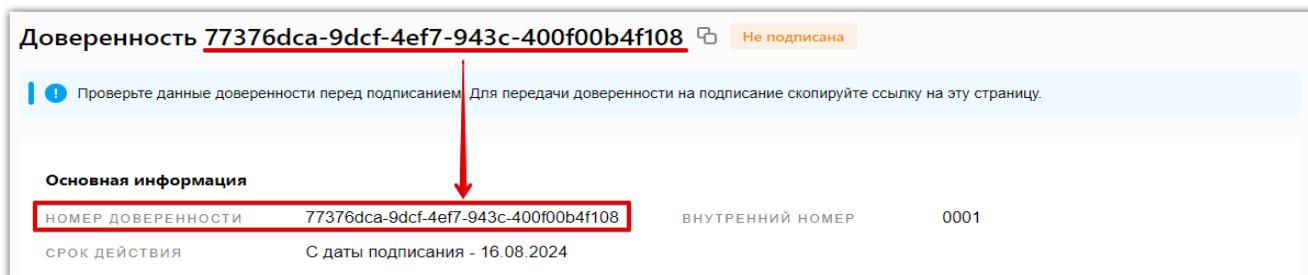 Доверенность 77376dca-9dcf-4ef7-943c-400f00b4f108 Не подписана
Проверьте данные доверенности перед подписанием. Для передачи доверенности на подписание скопируйте ссылку на эту страницу.
Основная информация
НОМЕР ДОВЕРЕННОСТИ 77376dca-9dcf-4ef7-943c-400f00b4f108 ВНУТРЕННИЙ НОМЕР 0001
СРОК ДЕЙСТВИЯ С даты подписания - 16.08.2024